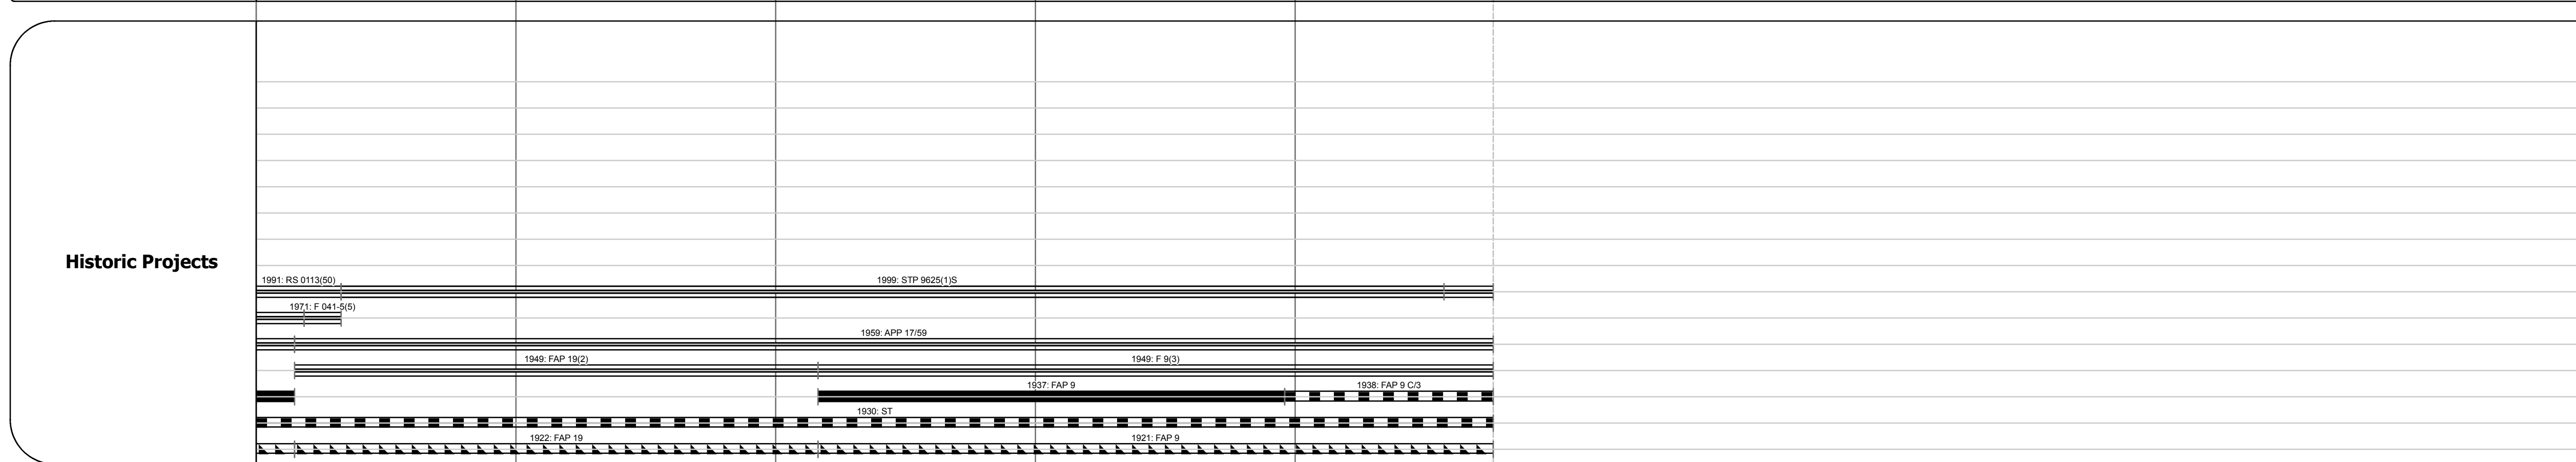 Historic Projects
1991: RS 0113(50)
1999: STP 9625(1)S
1971: F 041-5(5)
1959: APP 17/59
1949: FAP 19(2)
1949: F 9(3)
1937: FAP 9
1938: FAP 9 C/3
1930: ST
1922: FAP 19
1921: FAP 9